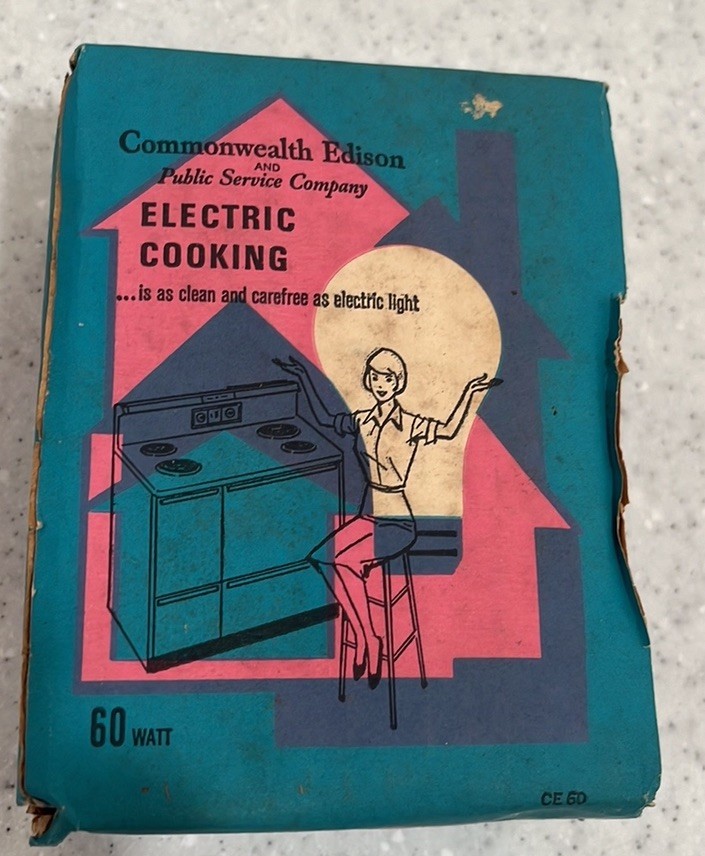 Commonwealth Edison
AND
Public Service Company
ELECTRIC
COOKING
...is as clean and carefree as electric light
60 WATT
CE 60